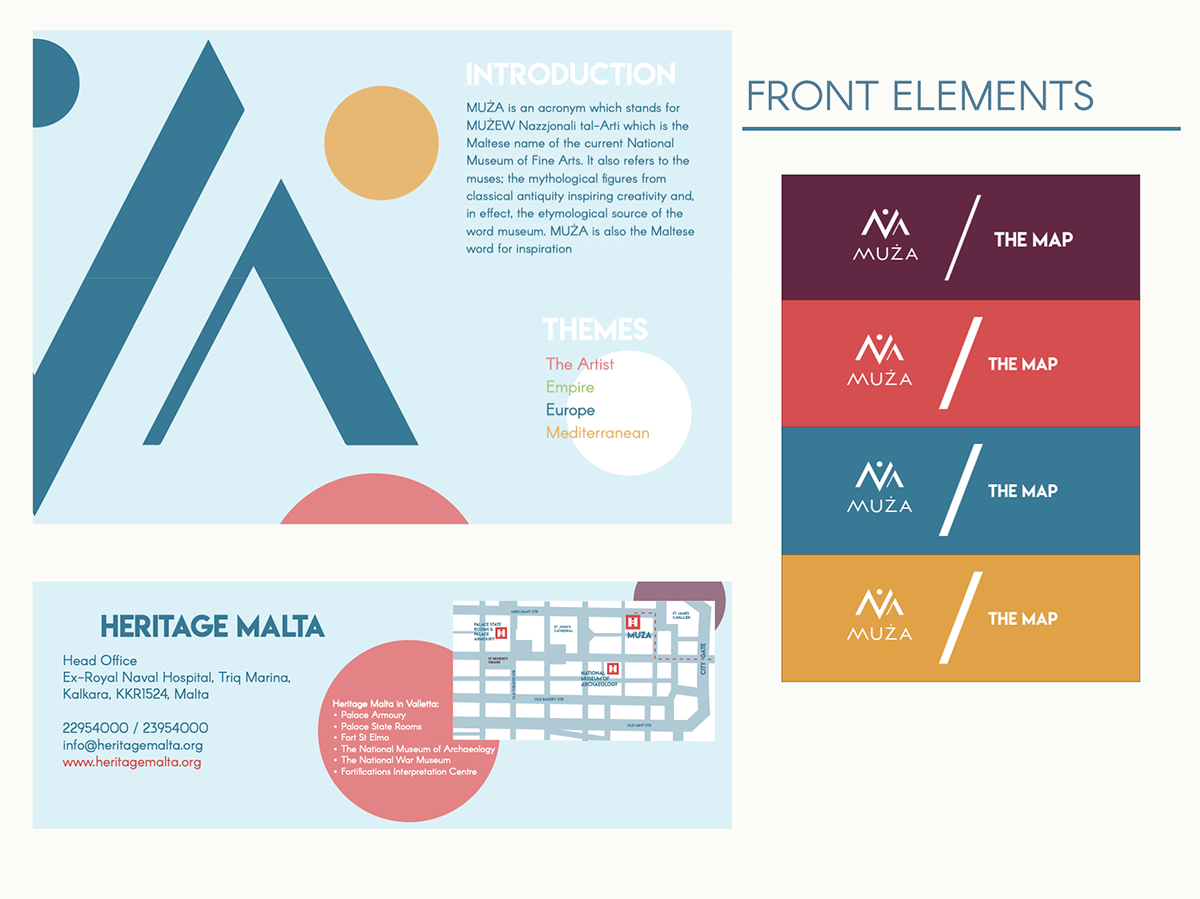 INTRODUCTION
MUŻA is an acronym which stands for
MUŻEW Nazzjonali tal-Arti which is the
Maltese name of the current National
Museum of Fine Arts. It also refers to the
muses; the mythological figures from
classical antiquity inspiring creativity and,
in effect, the etymological source of the
word museum. MUŻA is also the Maltese
word for inspiration
THEMES
The Artist
Empire
Europe
Mediterranean
FRONT ELEMENTS
MUŻA
THE MAP
MUŻA
THE MAP
MUŻA
THE MAP
MUŻA
THE MAP
HERITAGE MALTA
Head Office
Ex-Royal Naval Hospital, Triq Marina,
Kalkara, KKR1524, Malta
22954000 / 23954000
info@heritagemalta.org
www.heritagemalta.org
Heritage Malta in Valletta:
• Palace Armoury
• Palace State Rooms
• Fort St Elmo
• The National Museum of Archaeology
• The National War Museum
• Fortifications Interpretation Centre
MERCHANT STR
PALACE STATE
ROOMS &
PALACE
ARMOURY
H
ST JOHN'S
CATHEDRAL
H
MUZA
ST JAMES
CAVALIER
ST GEORGE'S
SQUARE
CITY GATE
NATIONAL
MUSEUM OF
ARCHAEOLOGY
H
OLD BAKERY STR
OLD MINT STR